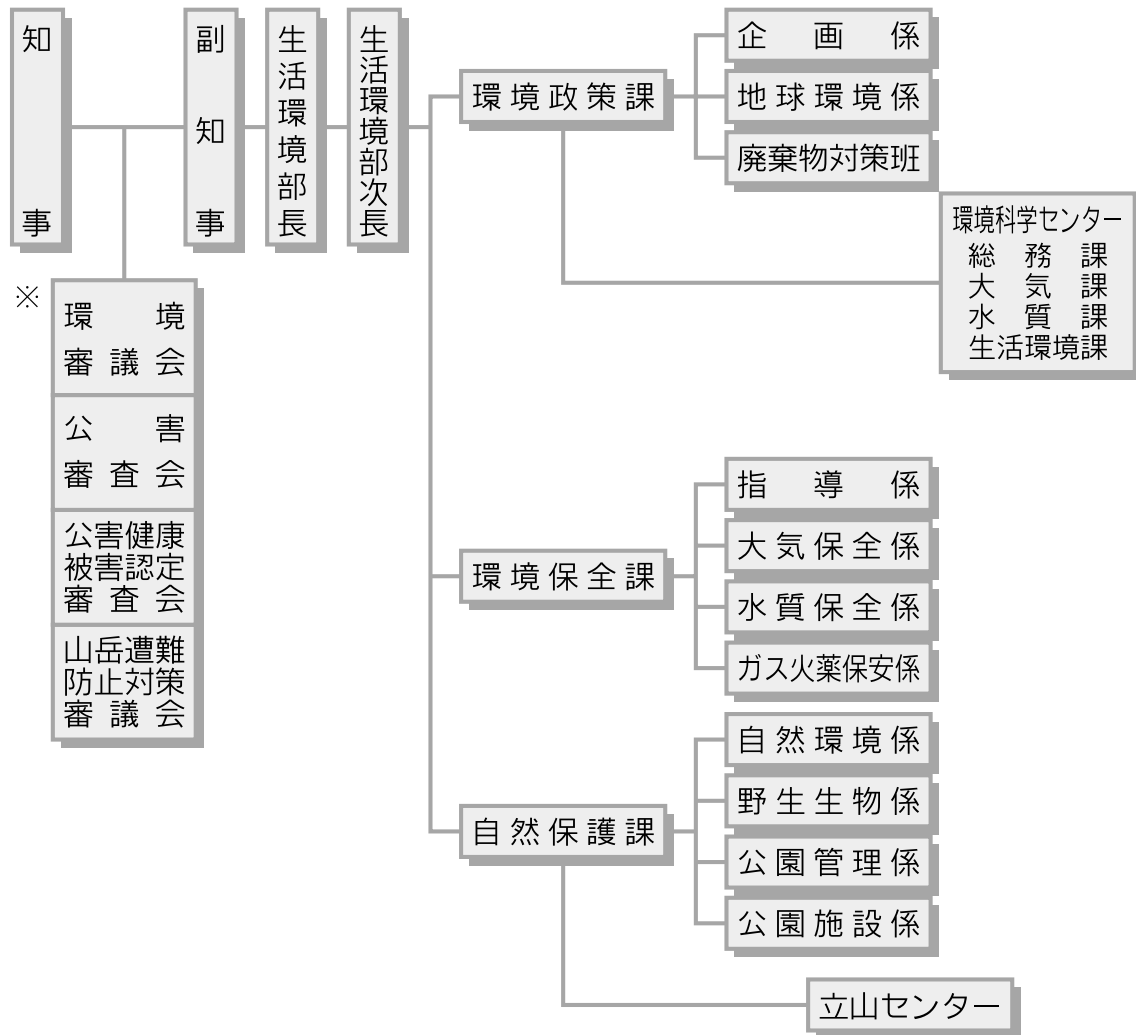 知事
副知事
生活環境部長
生活環境部次長
※
環境
審議会
公害
審査会
公害健康
被害認定
審査会
山岳遭難
防止対策
審議会
環境政策課
企画係
地球環境係
廃棄物対策班
環境科学センター
総務課
大気課
水質課
生活環境課
環境保全課
指導係
大気保全係
水質保全係
ガス火薬保安係
自然保護課
自然環境係
野生生物係
公園管理係
公園施設係
立山センター